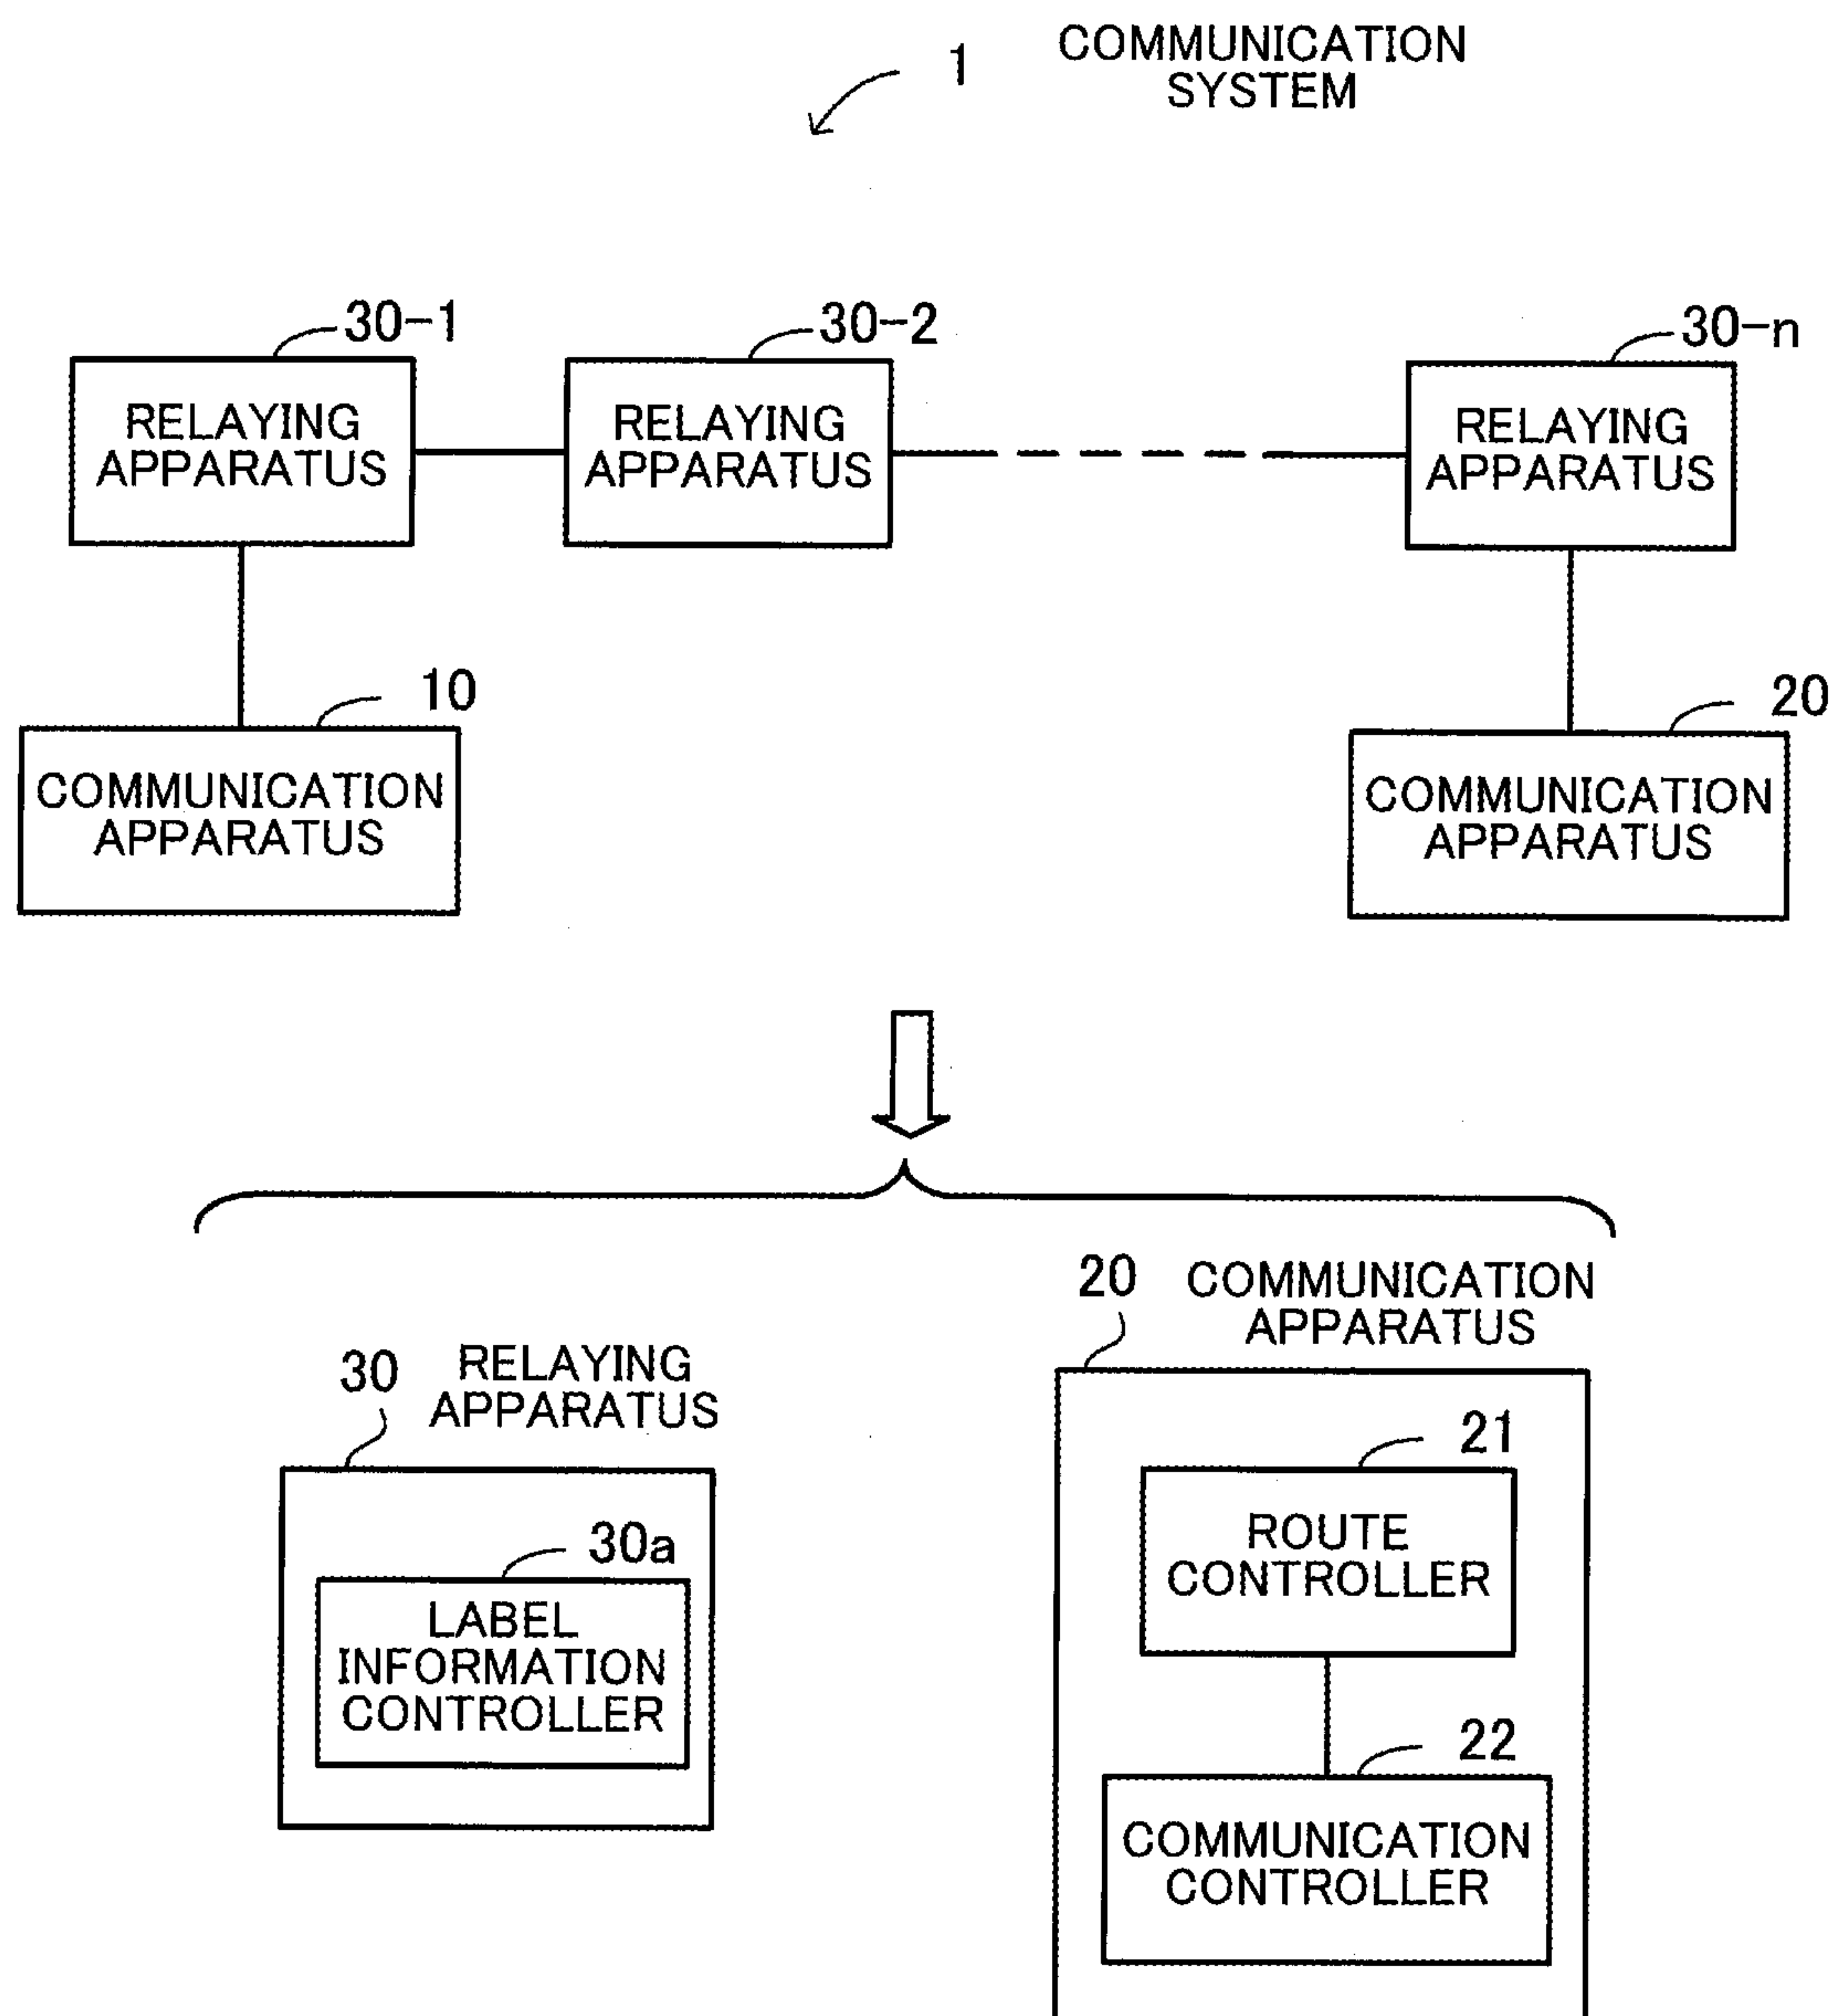 1
COMMUNICATION
SYSTEM
30-1
30-2
30-n
RELAYING
APPARATUS
RELAYING
APPARATUS
RELAYING
APPARATUS
10
20
COMMUNICATION
APPARATUS
COMMUNICATION
APPARATUS
20
COMMUNICATION
APPARATUS
30
RELAYING
APPARATUS
21
ROUTE
CONTROLLER
30a
LABEL
INFORMATION
CONTROLLER
22
COMMUNICATION
CONTROLLER